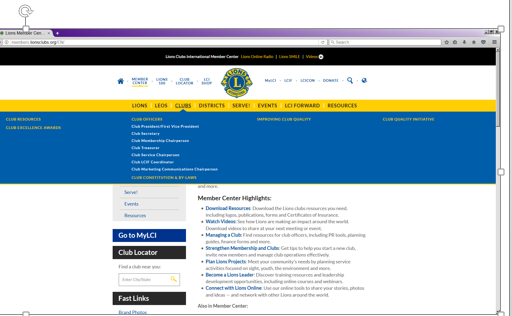 Lions Member Can...
members.lionsclubs.org
Search
Lions Clubs International Member Center Lions Online Radio | Lions SMILE | Videos
MEMBER CENTER
LIONS 100
CLUB LOCATOR
LCI SHOP
MyLCI LCIF LCICON DONATE
LIONS LEOS CLUBS DISTRICTS SERVE! EVENTS LCI FORWARD RESOURCES
CLUB RESOURCES
CLUB EXCELLENCE AWARDS
CLUB OFFICERS
Club President/First Vice President
Club Secretary
Club Membership Chairperson
Club Treasurer
Club Service Chairperson
Club LCIF Coordinator
Club Marketing Communications Chairperson
CLUB CONSTITUTION & BY-LAWS
IMPROVING CLUB QUALITY
CLUB QUALITY INITIATIVE
Serve!
Events
Resources
Go to MyLCI
Club Locator
Find a club near you:
Enter City/State
Fast Links
Brand Photos
and more.
Member Center Highlights:
Download Resources: Download the Lions clubs resources you need,
including logos, publications, forms and Certificates of Insurance.
Watch Videos: See how Lions are making an impact around the world.
Download videos to share at your next meeting or event.
Managing a Club: Find resources for club officers, including PR tools, planning
guides, finance forms and more.
Strengthen Membership and Clubs: Get tips to help you start a new club,
invite new members and manage club operations effectively.
Plan Lions Projects: Meet your community's needs by planning service
activities focused on sight, youth, the environment and more.
Become a Lions Leader: Discover training resources and leadership
development opportunities, including online courses and webinars.
Connect with Lions Online: Use our online tools to share your stories, photos
and ideas — and network with other Lions around the world.
Also in Member Center: